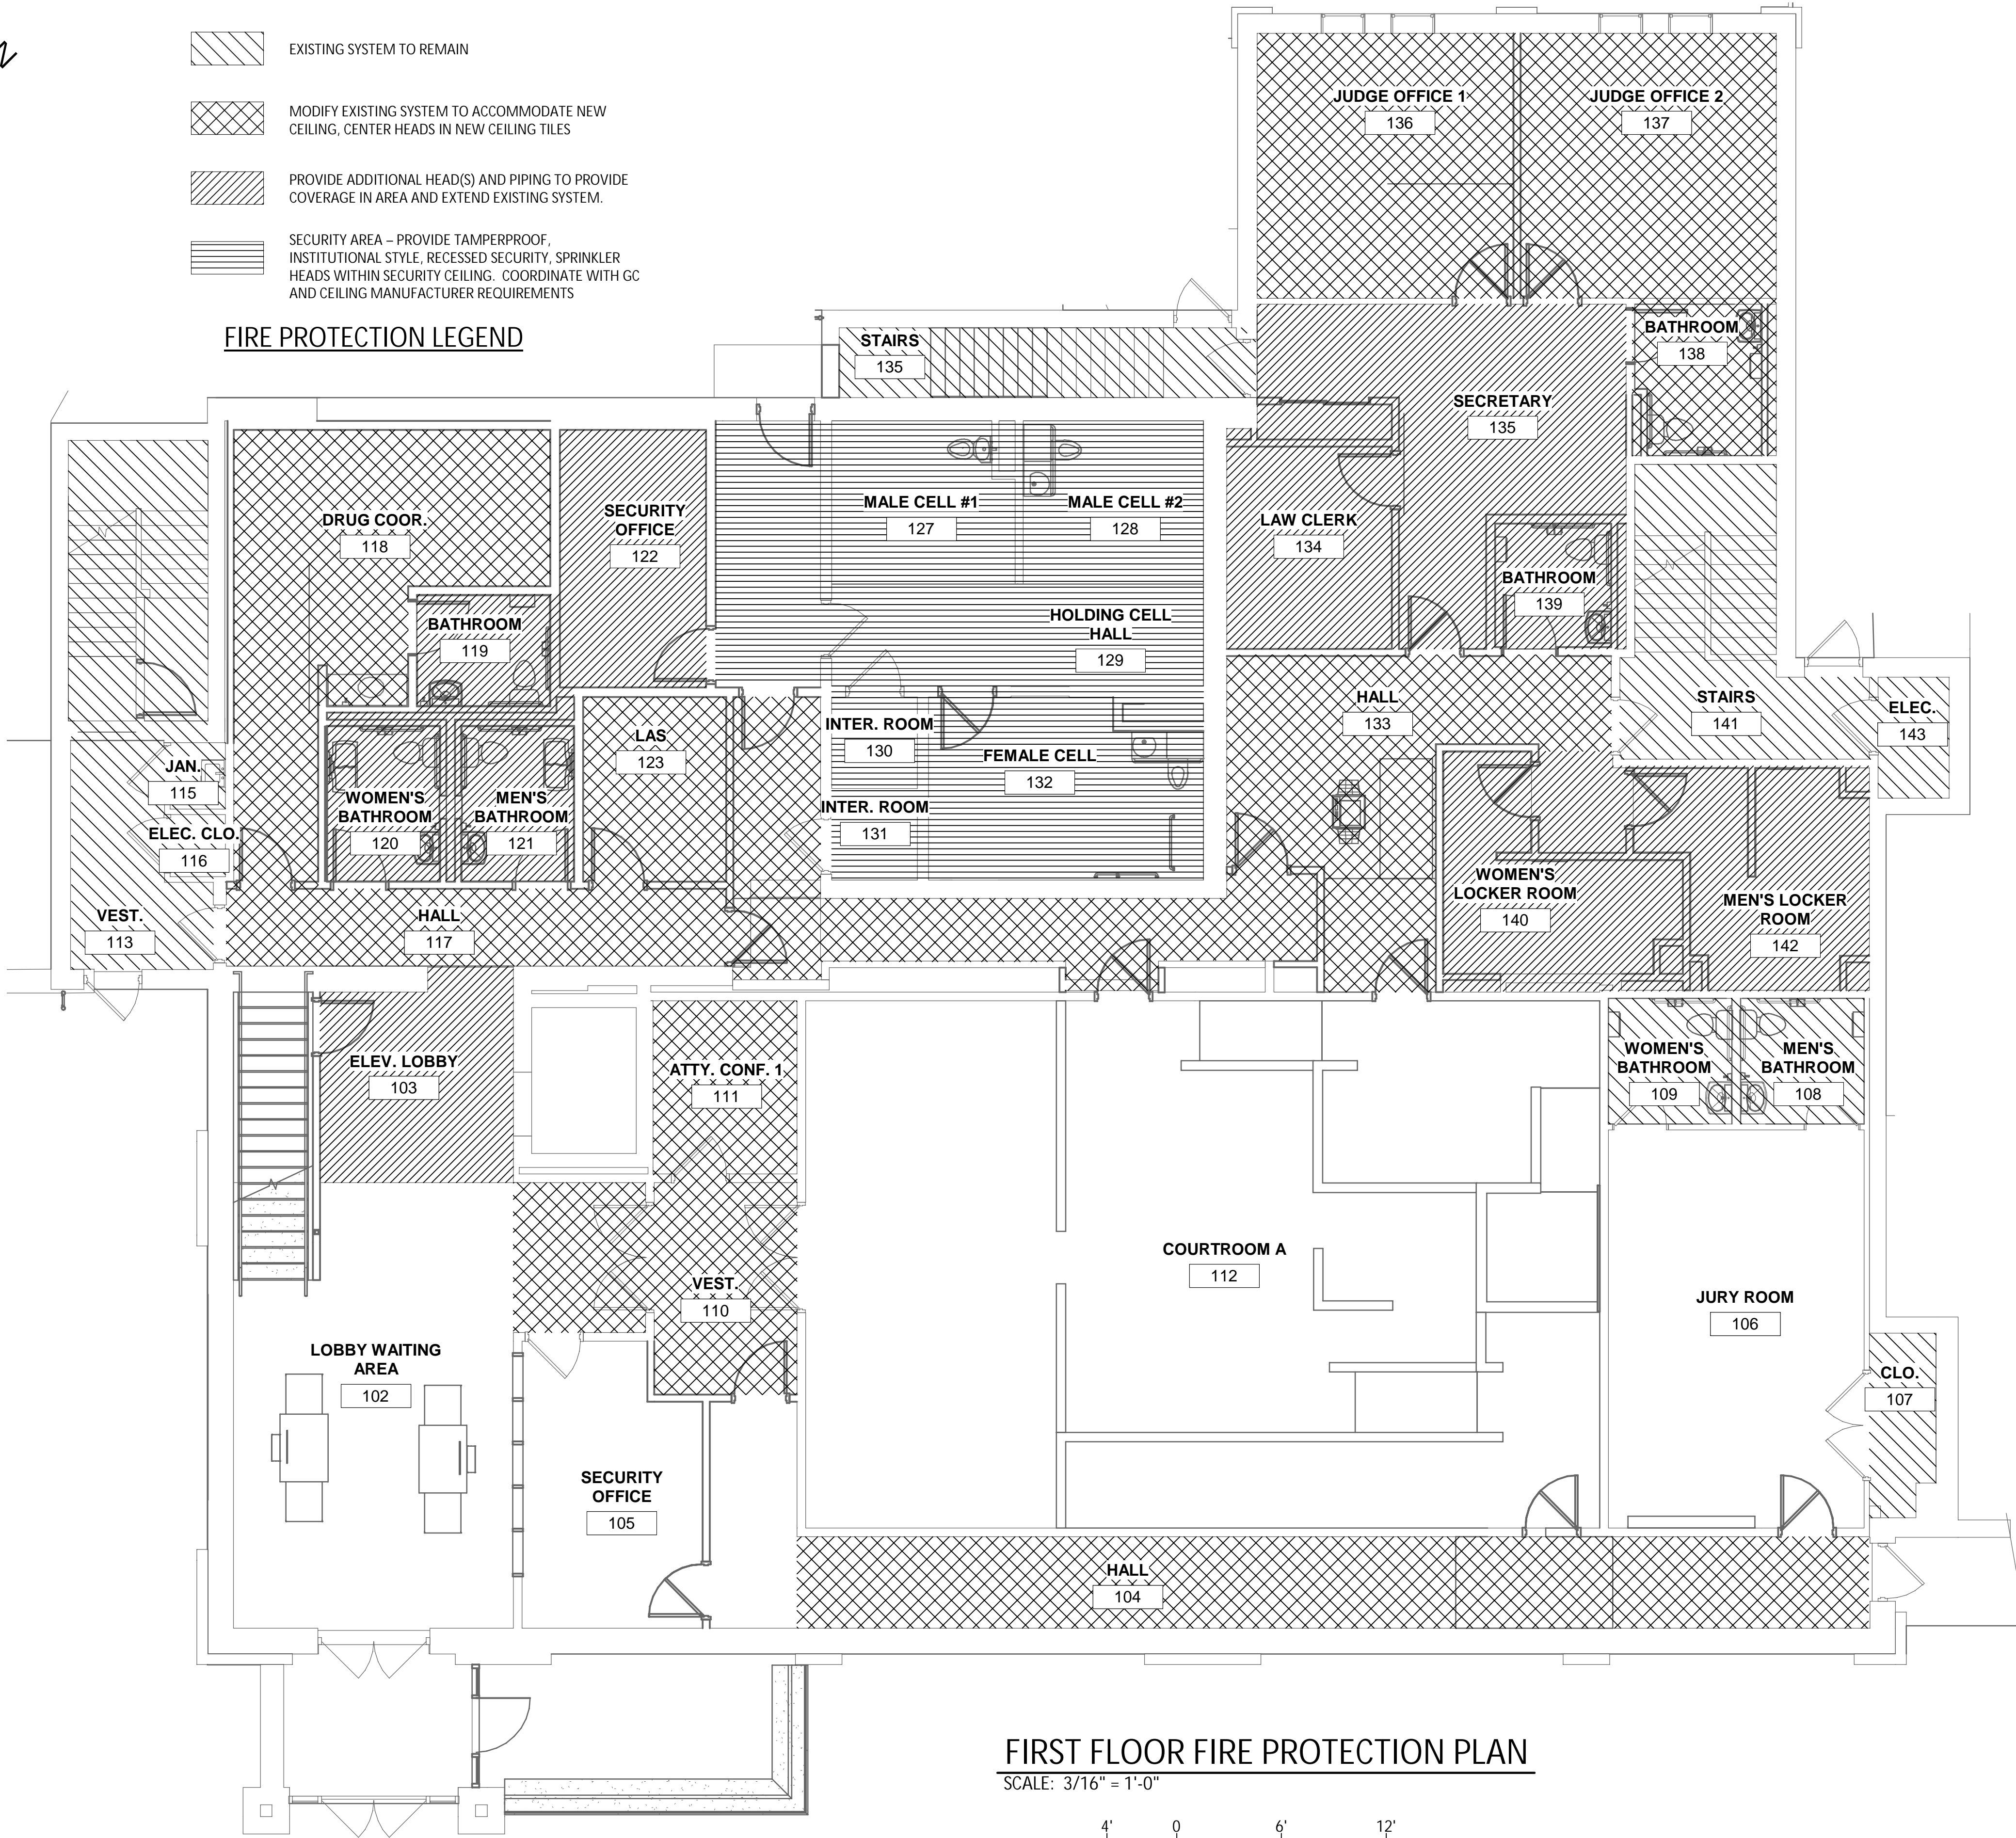 EXISTING SYSTEM TO REMAIN
MODIFY EXISTING SYSTEM TO ACCOMMODATE NEW
CEILING, CENTER HEADS IN NEW CEILING TILES
PROVIDE ADDITIONAL HEAD(S) AND PIPING TO PROVIDE
COVERAGE IN AREA AND EXTEND EXISTING SYSTEM.
SECURITY AREA – PROVIDE TAMPERPROOF,
INSTITUTIONAL STYLE, RECESSED SECURITY, SPRINKLER
HEADS WITHIN SECURITY CEILING. COORDINATE WITH GC
AND CEILING MANUFACTURER REQUIREMENTS
FIRE PROTECTION LEGEND
JUDGE OFFICE 1
136
JUDGE OFFICE 2
137
STAIRS
135
BATHROOM
138
SECRETARY
135
DRUG COOR.
118
SECURITY
OFFICE
122
MALE CELL #1
127
MALE CELL #2
128
LAW CLERK
134
BATHROOM
139
BATHROOM
119
HOLDING CELL
HALL
129
HALL
133
STAIRS
141
ELEC.
143
LAS
123
INTER. ROOM
130
FEMALE CELL
132
JAN.
115
WOMEN'S
BATHROOM
120
MEN'S
BATHROOM
121
INTER. ROOM
131
ELEC. CLO.
116
WOMEN'S
LOCKER ROOM
140
MEN'S LOCKER
ROOM
142
VEST.
113
HALL
117
ELEV. LOBBY
103
ATTY. CONF. 1
111
WOMEN'S
BATHROOM
109
MEN'S
BATHROOM
108
COURTROOM A
112
VEST.
110
JURY ROOM
106
LOBBY WAITING
AREA
102
CLO.
107
SECURITY
OFFICE
105
HALL
104
FIRST FLOOR FIRE PROTECTION PLAN
SCALE: 3/16" = 1'-0"
4' 0 6' 12'